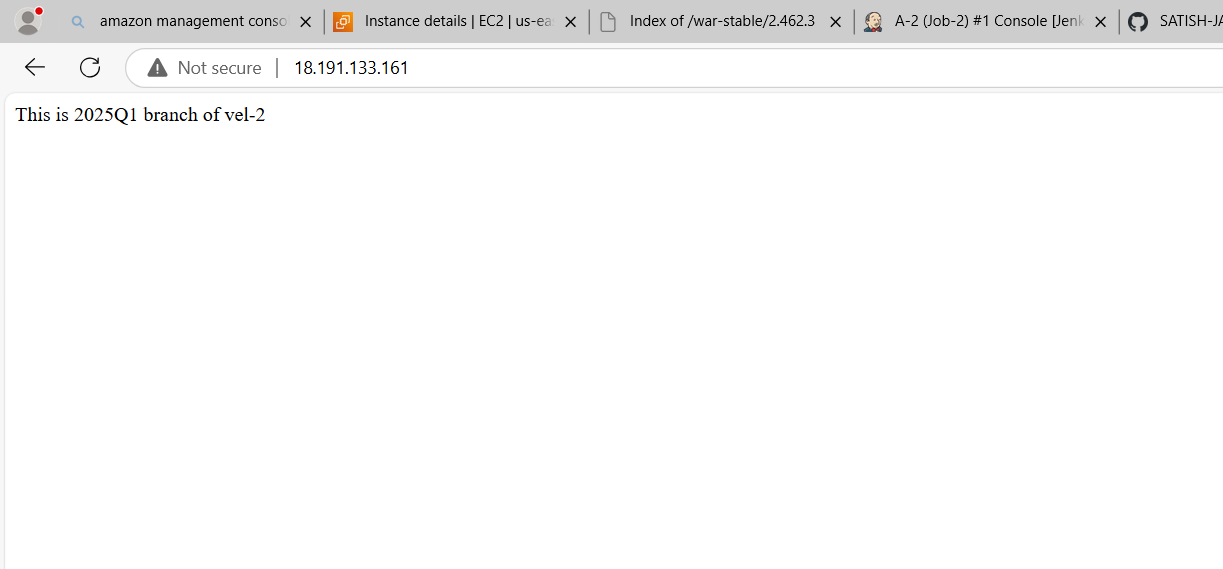 amazon management conso
Instance details | EC2 | us-ea
Index of /war-stable/2.462.3
A-2 (Job-2) #1 Console [Jenk
SATISH-JA
Not secure | 18.191.133.161
This is 2025Q1 branch of vel-2